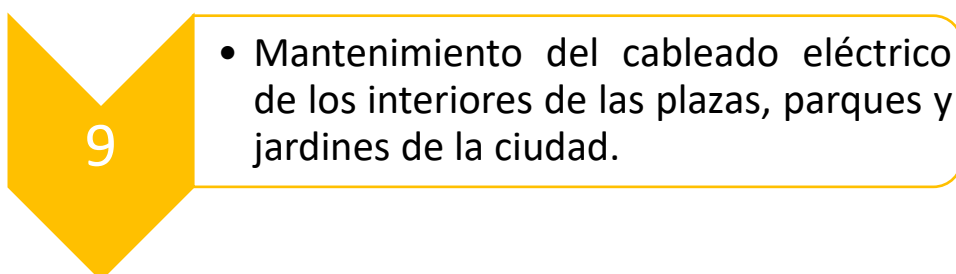 9
• Mantenimiento del cableado eléctrico
de los interiores de las plazas, parques y
jardines de la ciudad.